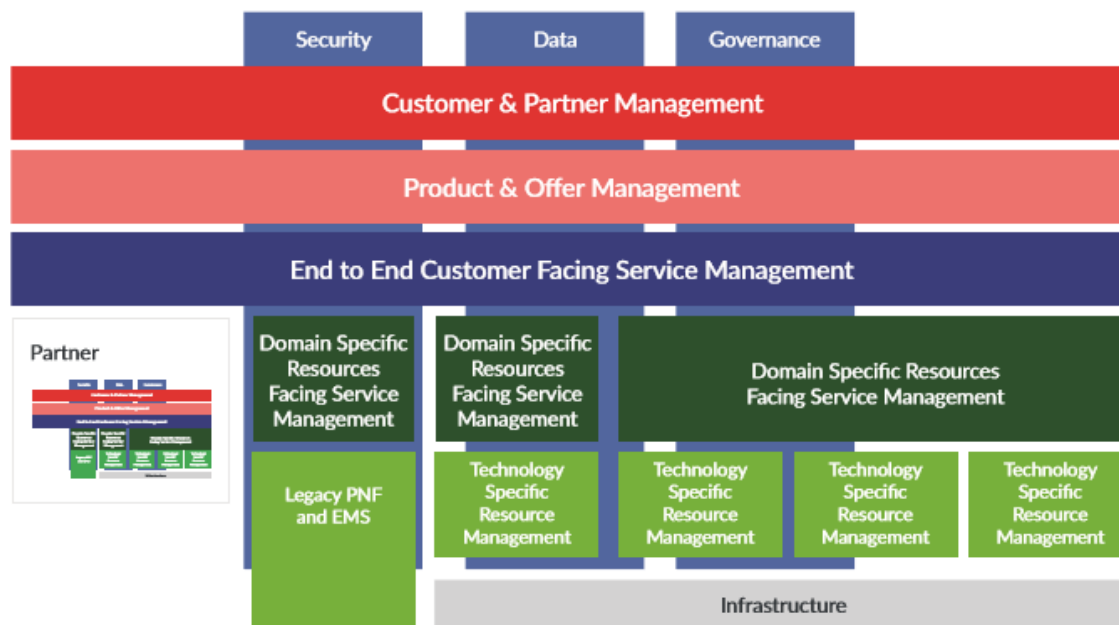 Security
Data
Governance
Customer & Partner Management
Product & Offer Management
End to End Customer Facing Service Management
Partner
Domain Specific
Resources
Facing Service
Management
Domain Specific
Resources
Facing Service
Management
Domain Specific Resources
Facing Service Management
Legacy PNF
and EMS
Technology
Specific
Resource
Management
Technology
Specific
Resource
Management
Technology
Specific
Resource
Management
Technology
Specific
Resource
Management
Infrastructure